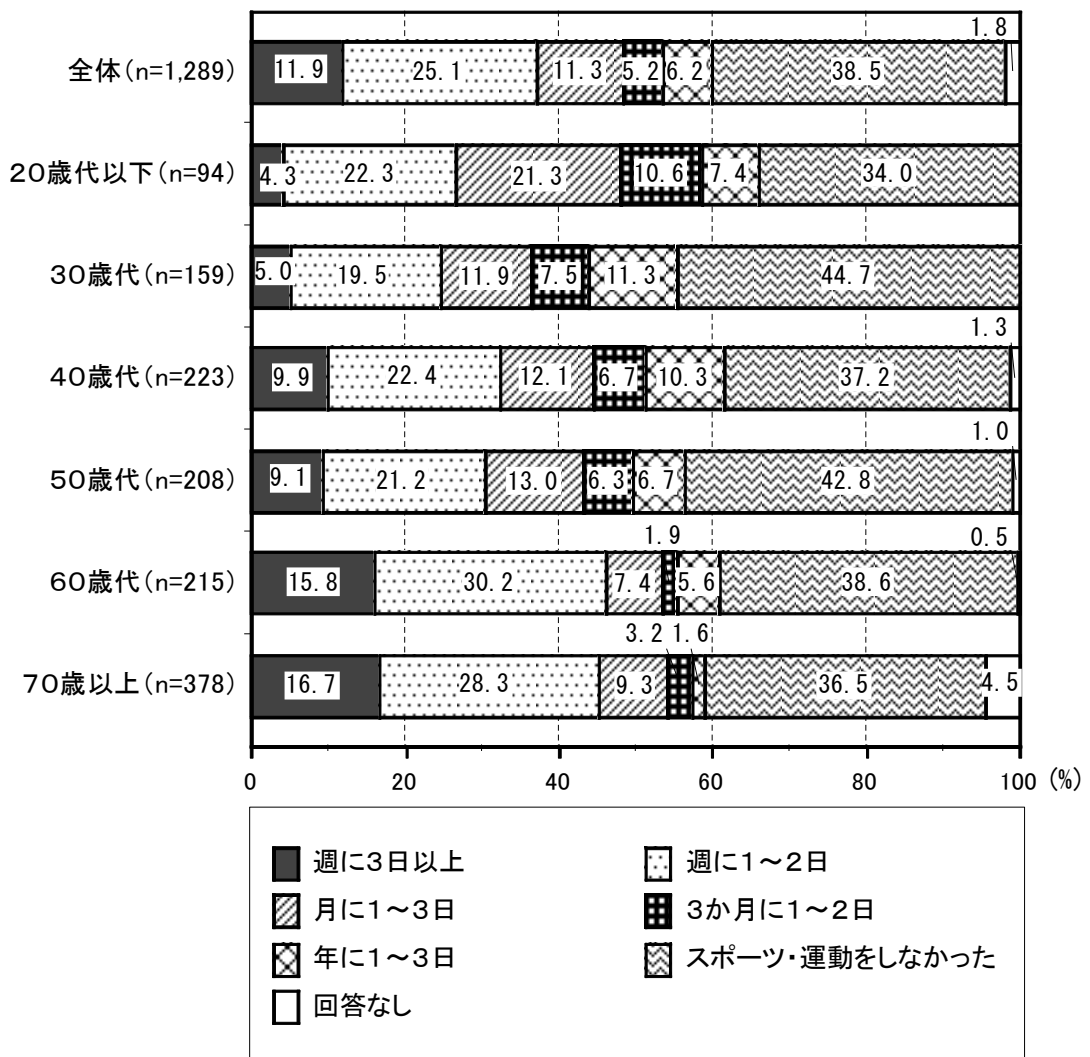 1.8
全体(n=1,289) 11.9 25.1 11.3 5.2 6.2 38.5
20歳代以下(n=94) 4.3 22.3 21.3 10.6 7.4 34.0
30歳代(n=159) 5.0 19.5 11.9 7.5 11.3 44.7
1.3
40歳代(n=223) 9.9 22.4 12.1 6.7 10.3 37.2
1.0
50歳代(n=208) 9.1 21.2 13.0 6.3 6.7 42.8
1.9 0.5
60歳代(n=215) 15.8 30.2 7.4 5.6 38.6
3.2 1.6
70歳以上(n=378) 16.7 28.3 9.3 36.5 4.5
0 20 40 60 80 100 (%)
週に3日以上 週に1～2日
月に1～3日 3か月に1～2日
年に1～3日 スポーツ・運動をしなかった
回答なし